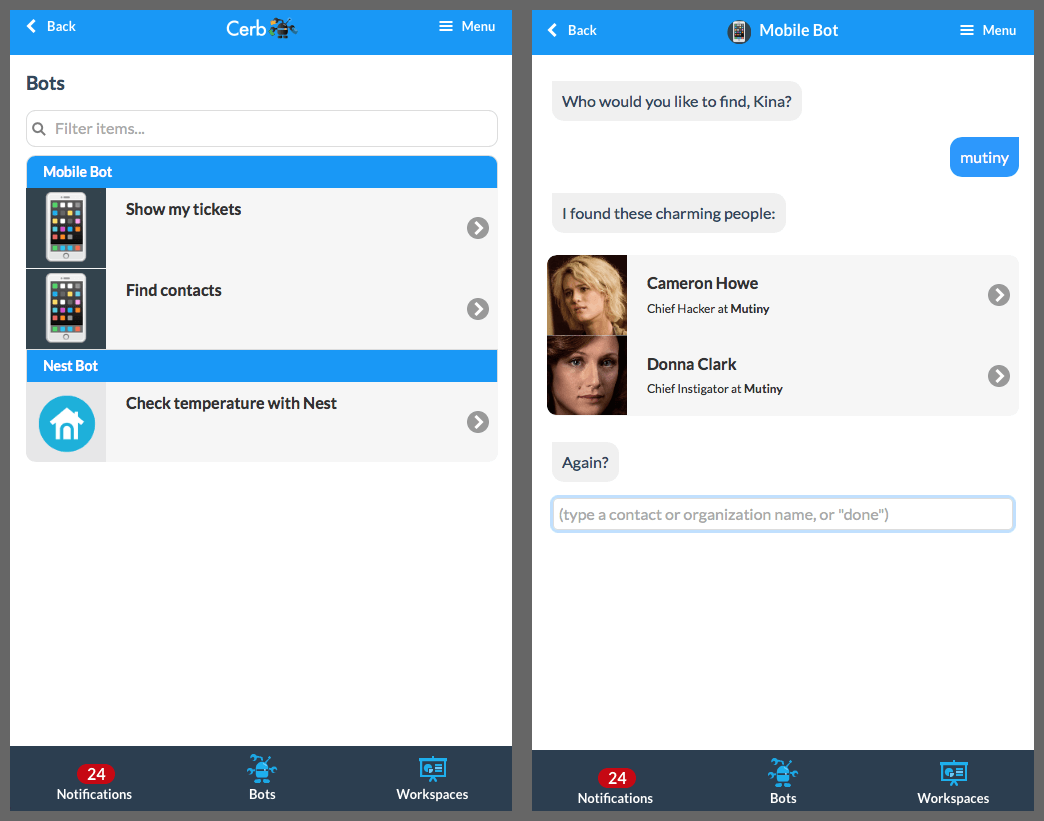 Back
Cerb
Menu
Bots
Filter items...
Mobile Bot
Show my tickets
Find contacts
Nest Bot
Check temperature with Nest
24
Notifications
Bots
Workspaces
Back
Mobile Bot
Menu
Who would you like to find, Kina?
mutiny
I found these charming people:
Cameron Howe
Chief Hacker at Mutiny
Donna Clark
Chief Instigator at Mutiny
Again?
(type a contact or organization name, or "done")
24
Notifications
Bots
Workspaces